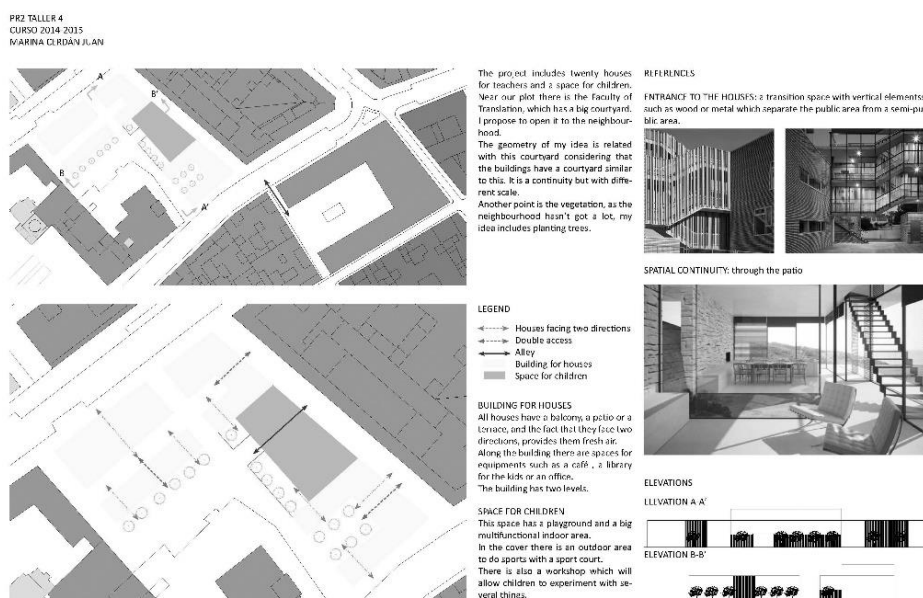 PR2 TALLER 4
CURSO 2014-2015
MARINA CERDÁN JUAN
A
B'
B
A'
The project includes twenty houses
for teachers and a space for children.
Near our plot there is the Faculty of
Translation, which has a big courtyard.
I propose to open it to the neighbour-
hood.
The geometry of my idea is related
with this courtyard considering that
the buildings have a courtyard similar
to this. It is a continuity but with diffe-
rent scale.
Another point is the vegetation, as the
neighbourhood hasn't got a lot, my
idea includes planting trees.
LEGEND
Houses facing two directions
Double access
Alley
Building for houses
Space for children
BUILDING FOR HOUSES
All houses have a balcony, a patio or a
terrace, and the fact that they face two
directions, provides them fresh air.
Along the building there are spaces for
equipments such as a café , a library
for the kids or an office.
The building has two levels.
SPACE FOR CHILDREN
This space has a playground and a big
multifunctional indoor area.
In the cover there is an outdoor area
to do sports with a sport court.
There is also a workshop which will
allow children to experiment with se-
veral things.
REFERENCES
ENTRANCE TO THE HOUSES: a transition space with vertical elements
such as wood or metal which separate the public area from a semi-pu
blic area.
SPATIAL CONTINUITY: through the patio
ELEVATIONS
ELEVATION A-A'
ELEVATION B-B'